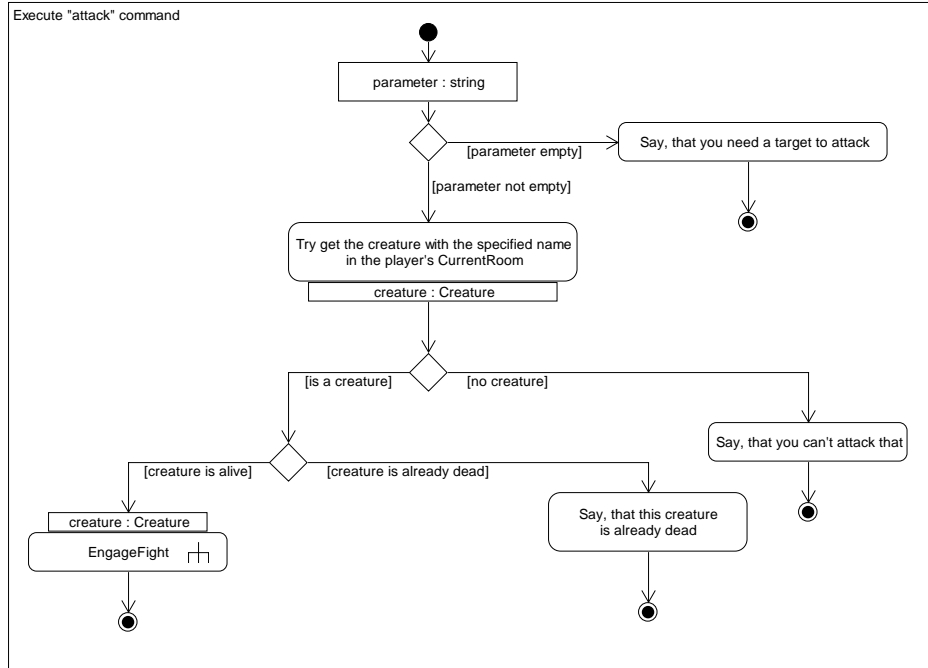 Execute "attack" command
parameter : string
[parameter empty]
Say, that you need a target to attack
[parameter not empty]
Try get the creature with the specified name
in the player's CurrentRoom
creature : Creature
[is a creature]
[no creature]
Say, that you can't attack that
[creature is alive]
[creature is already dead]
creature : Creature
EngageFight
Say, that this creature
is already dead